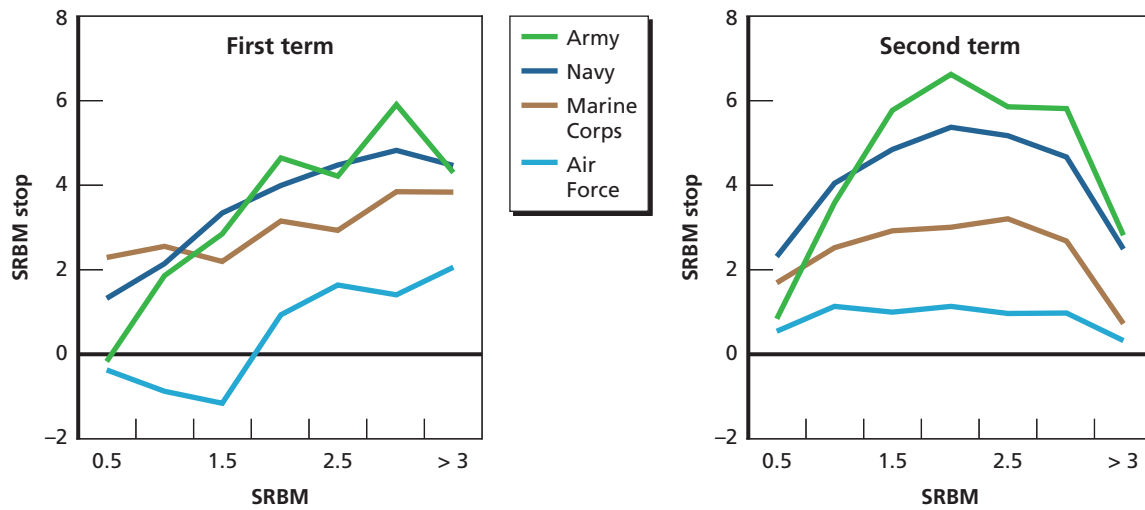 First term
8
6
4
2
0
–2
SRBM stop
0.5
1.5
2.5
> 3
SRBM
Army
Navy
Marine
Corps
Air
Force
Second term
8
6
4
2
0
–2
SRBM stop
0.5
1.5
2.5
> 3
SRBM